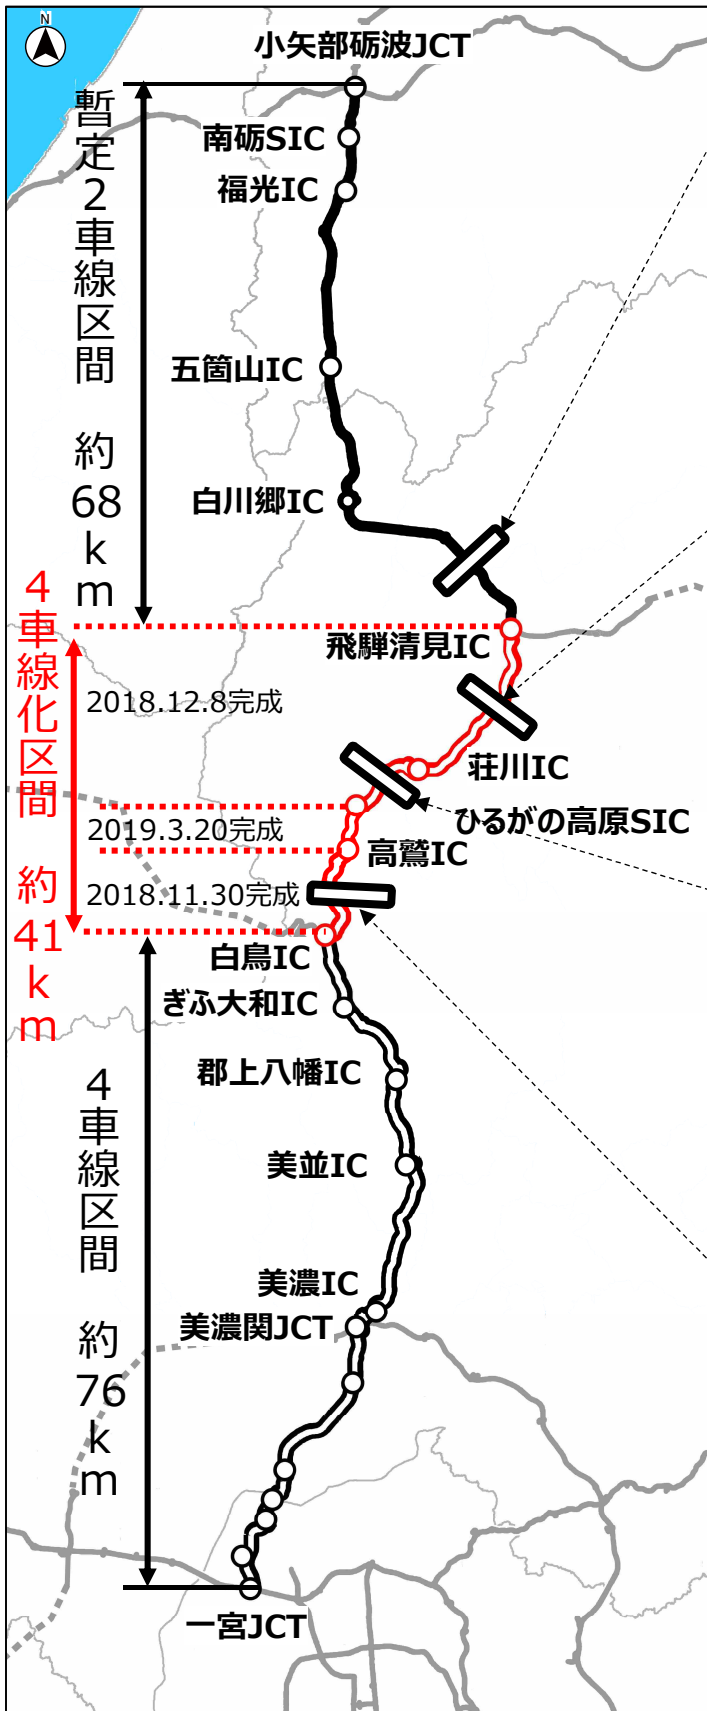 N
小矢部砺波JCT
南砺SIC
福光IC
暫定2車線区間 約68km
五箇山IC
白川郷IC
飛騨清見IC
4車線化区間 約41km
2018.12.8完成
荘川IC
ひるがの高原SIC
2019.3.20完成
高鷲IC
2018.11.30完成
白鳥IC
ぎふ大和IC
郡上八幡IC
4車線区間 約76km
美並IC
美濃IC
美濃関JCT
一宮JCT